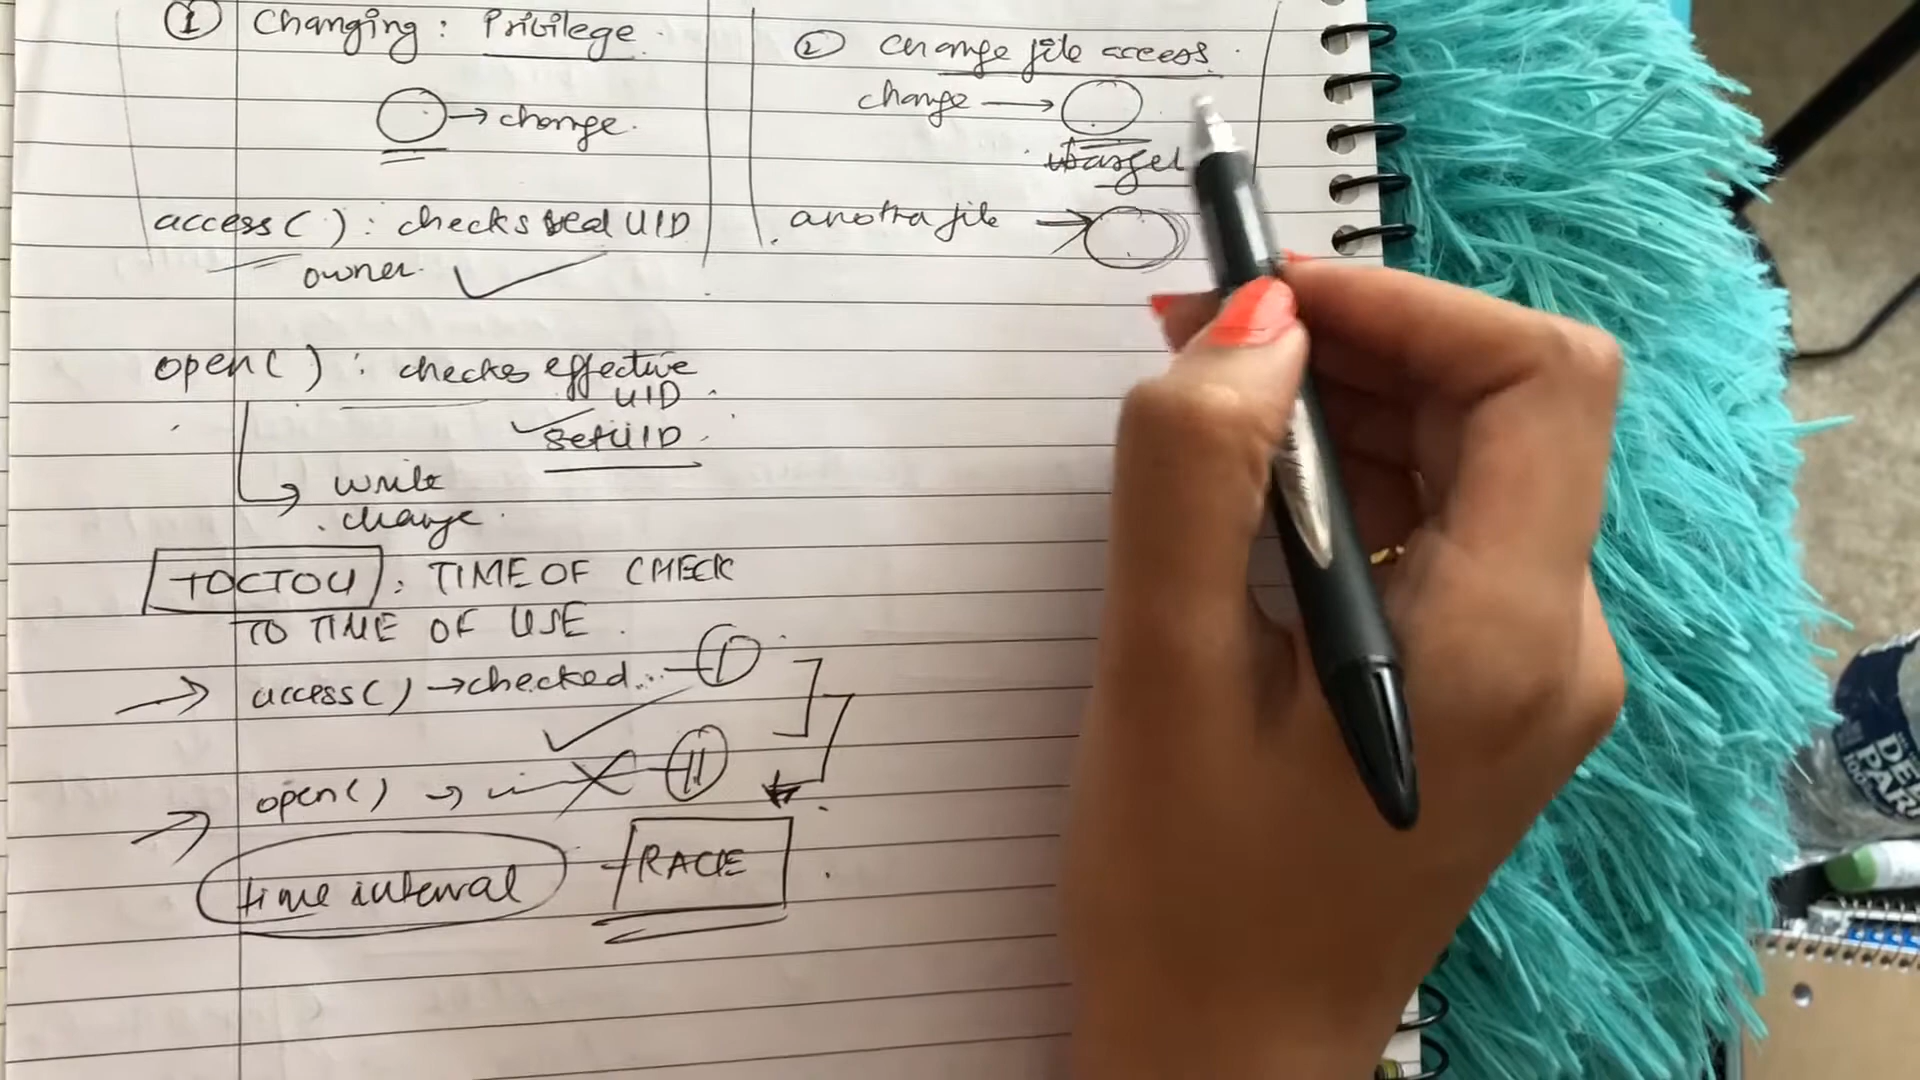 ① Changing: Privilege.
→ change.
access( ) : checks real UID
owner.
open( ) : checks effective
UID
SetUID
write
change
TOCTOU : TIME OF CHECK
TO TIME OF USE.
access() → checked... I
open() → II
time interval RACE
② change file access.
change →
target
file →